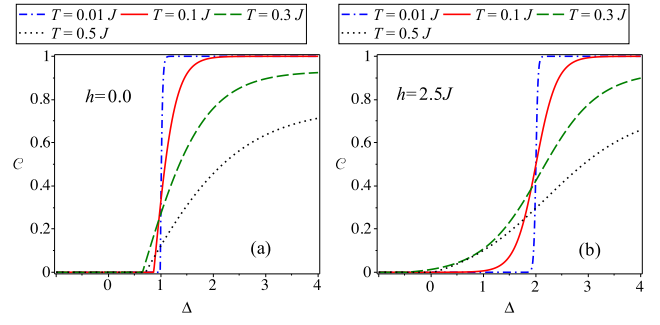 T = 0.01 J T = 0.1 J T = 0.3 J
T = 0.5 J
1
0.8
0.6
0.4
0.2
0
𝒞
h=0.0
(a)
0 1 2 3 4
Δ
T = 0.01 J T = 0.1 J T = 0.3 J
T = 0.5 J
1
0.8
0.6
0.4
0.2
0
𝒞
h=2.5J
(b)
0 1 2 3 4
Δ